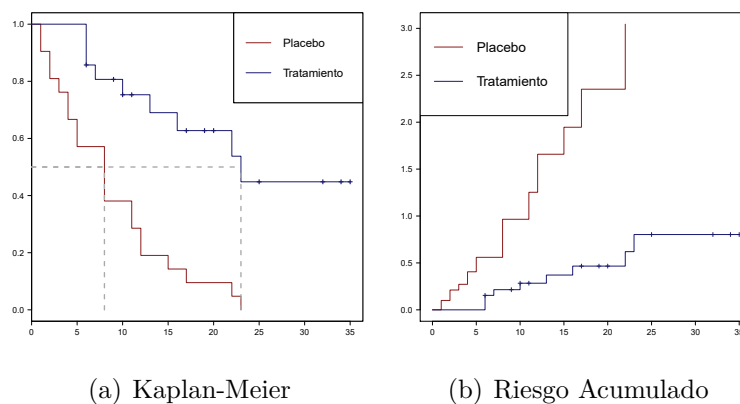 1.0
0.8
0.6
0.4
0.2
0.0
0 5 10 15 20 25 30 35
Placebo
Tratamiento
(a) Kaplan-Meier
3.0
2.5
2.0
1.5
1.0
0.5
0.0
0 5 10 15 20 25 30 35
Placebo
Tratamiento
(b) Riesgo Acumulado